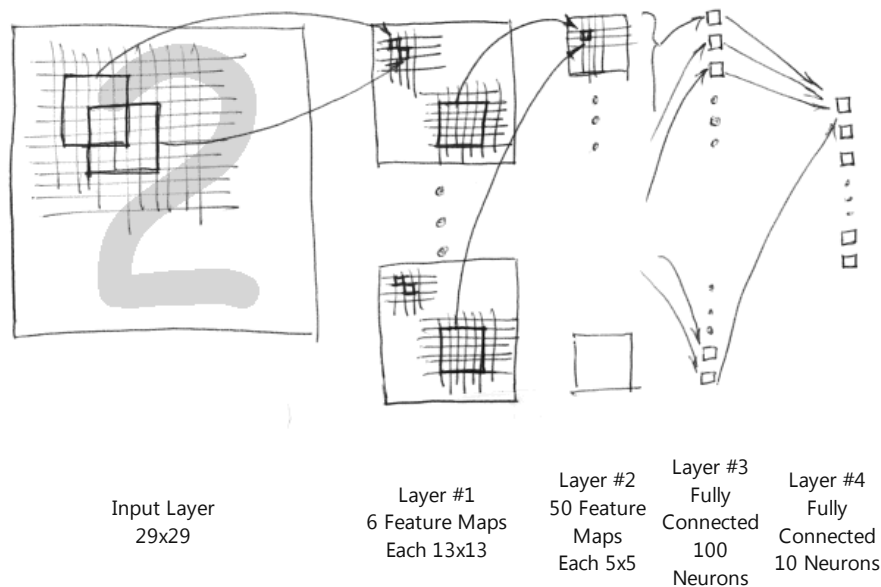 2
Input Layer
29x29
Layer #1
6 Feature Maps
Each 13x13
Layer #2
50 Feature
Maps
Each 5x5
Layer #3
Fully
Connected
100
Neurons
Layer #4
Fully
Connected
10 Neurons